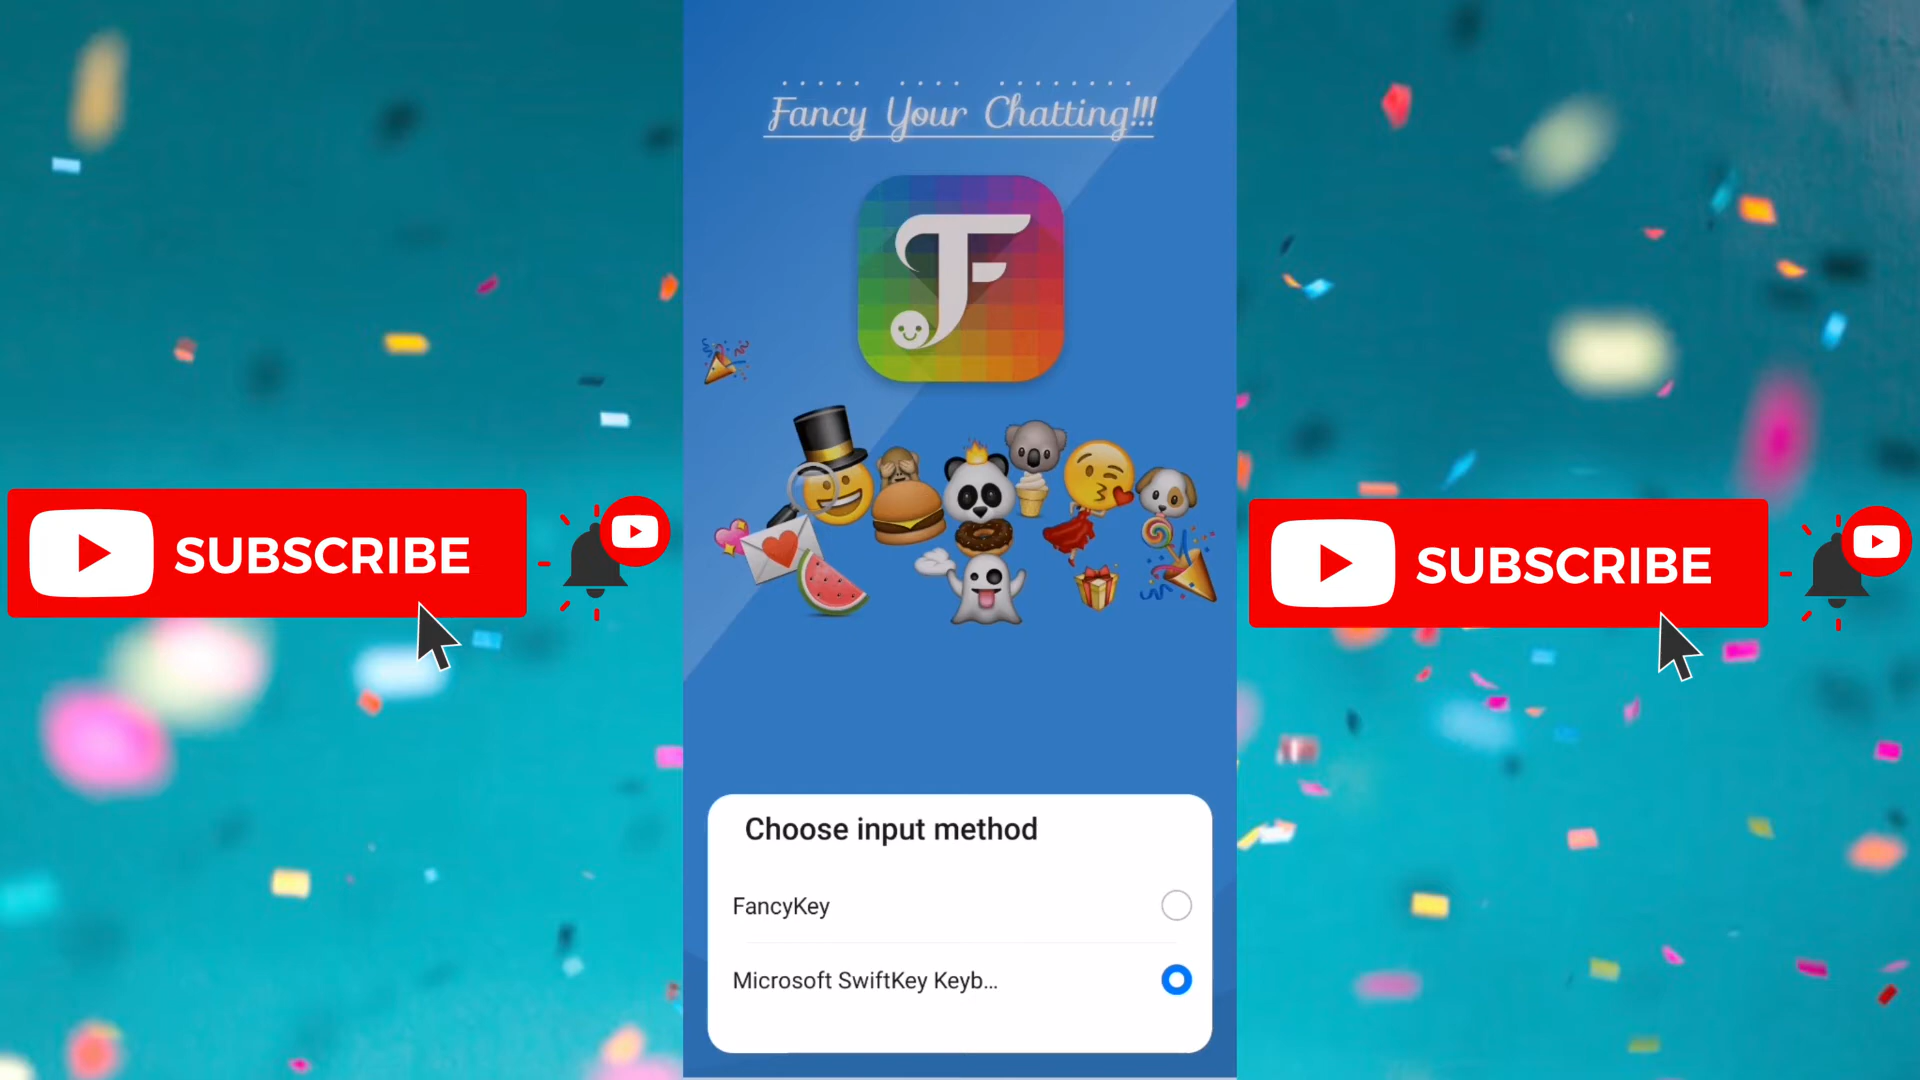 Fancy Your Chatting!!!
F
SUBSCRIBE
SUBSCRIBE
Choose input method
FancyKey
Microsoft SwiftKey Keyb...